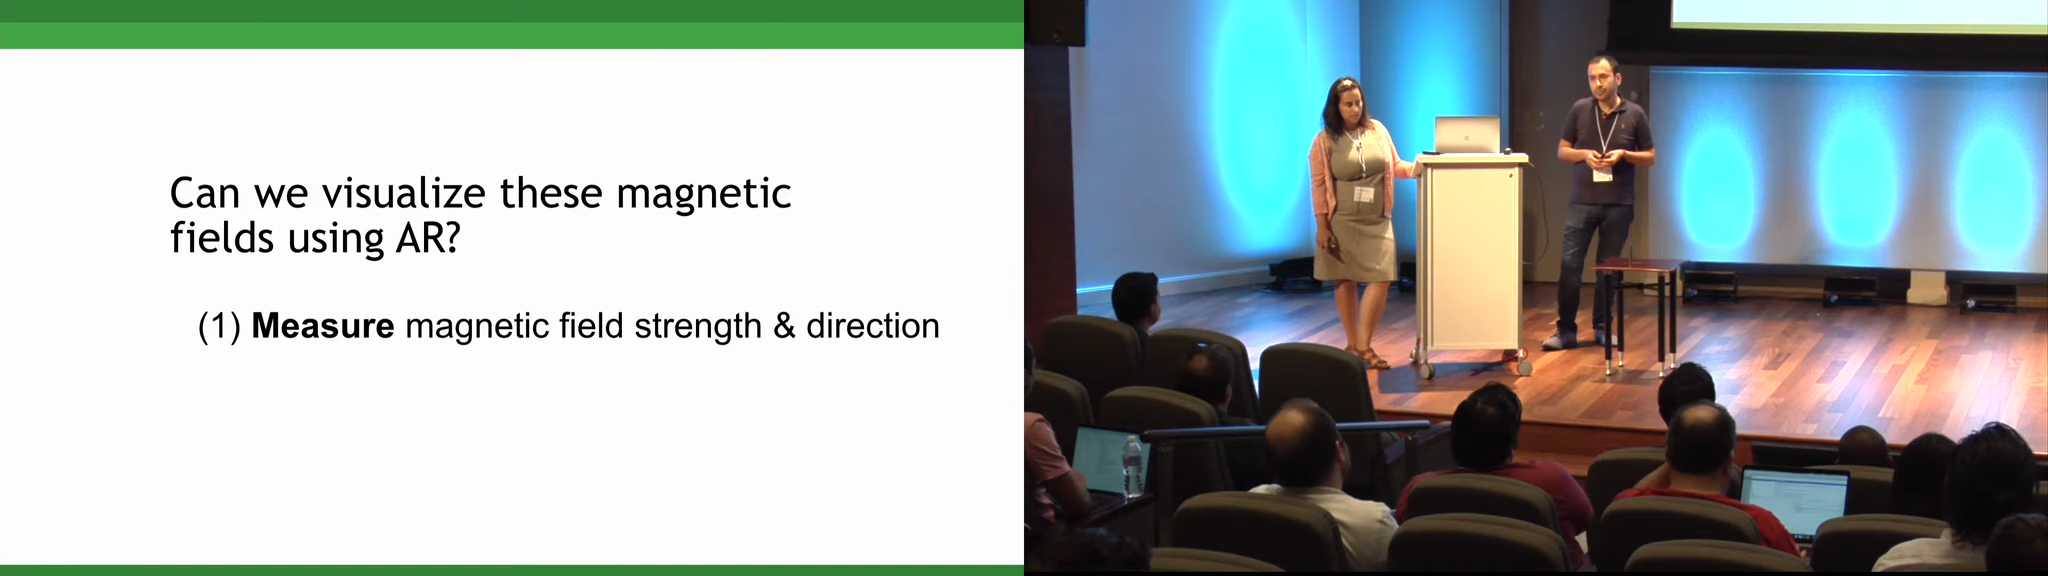 Can we visualize these magnetic
fields using AR?
(1) Measure magnetic field strength & direction